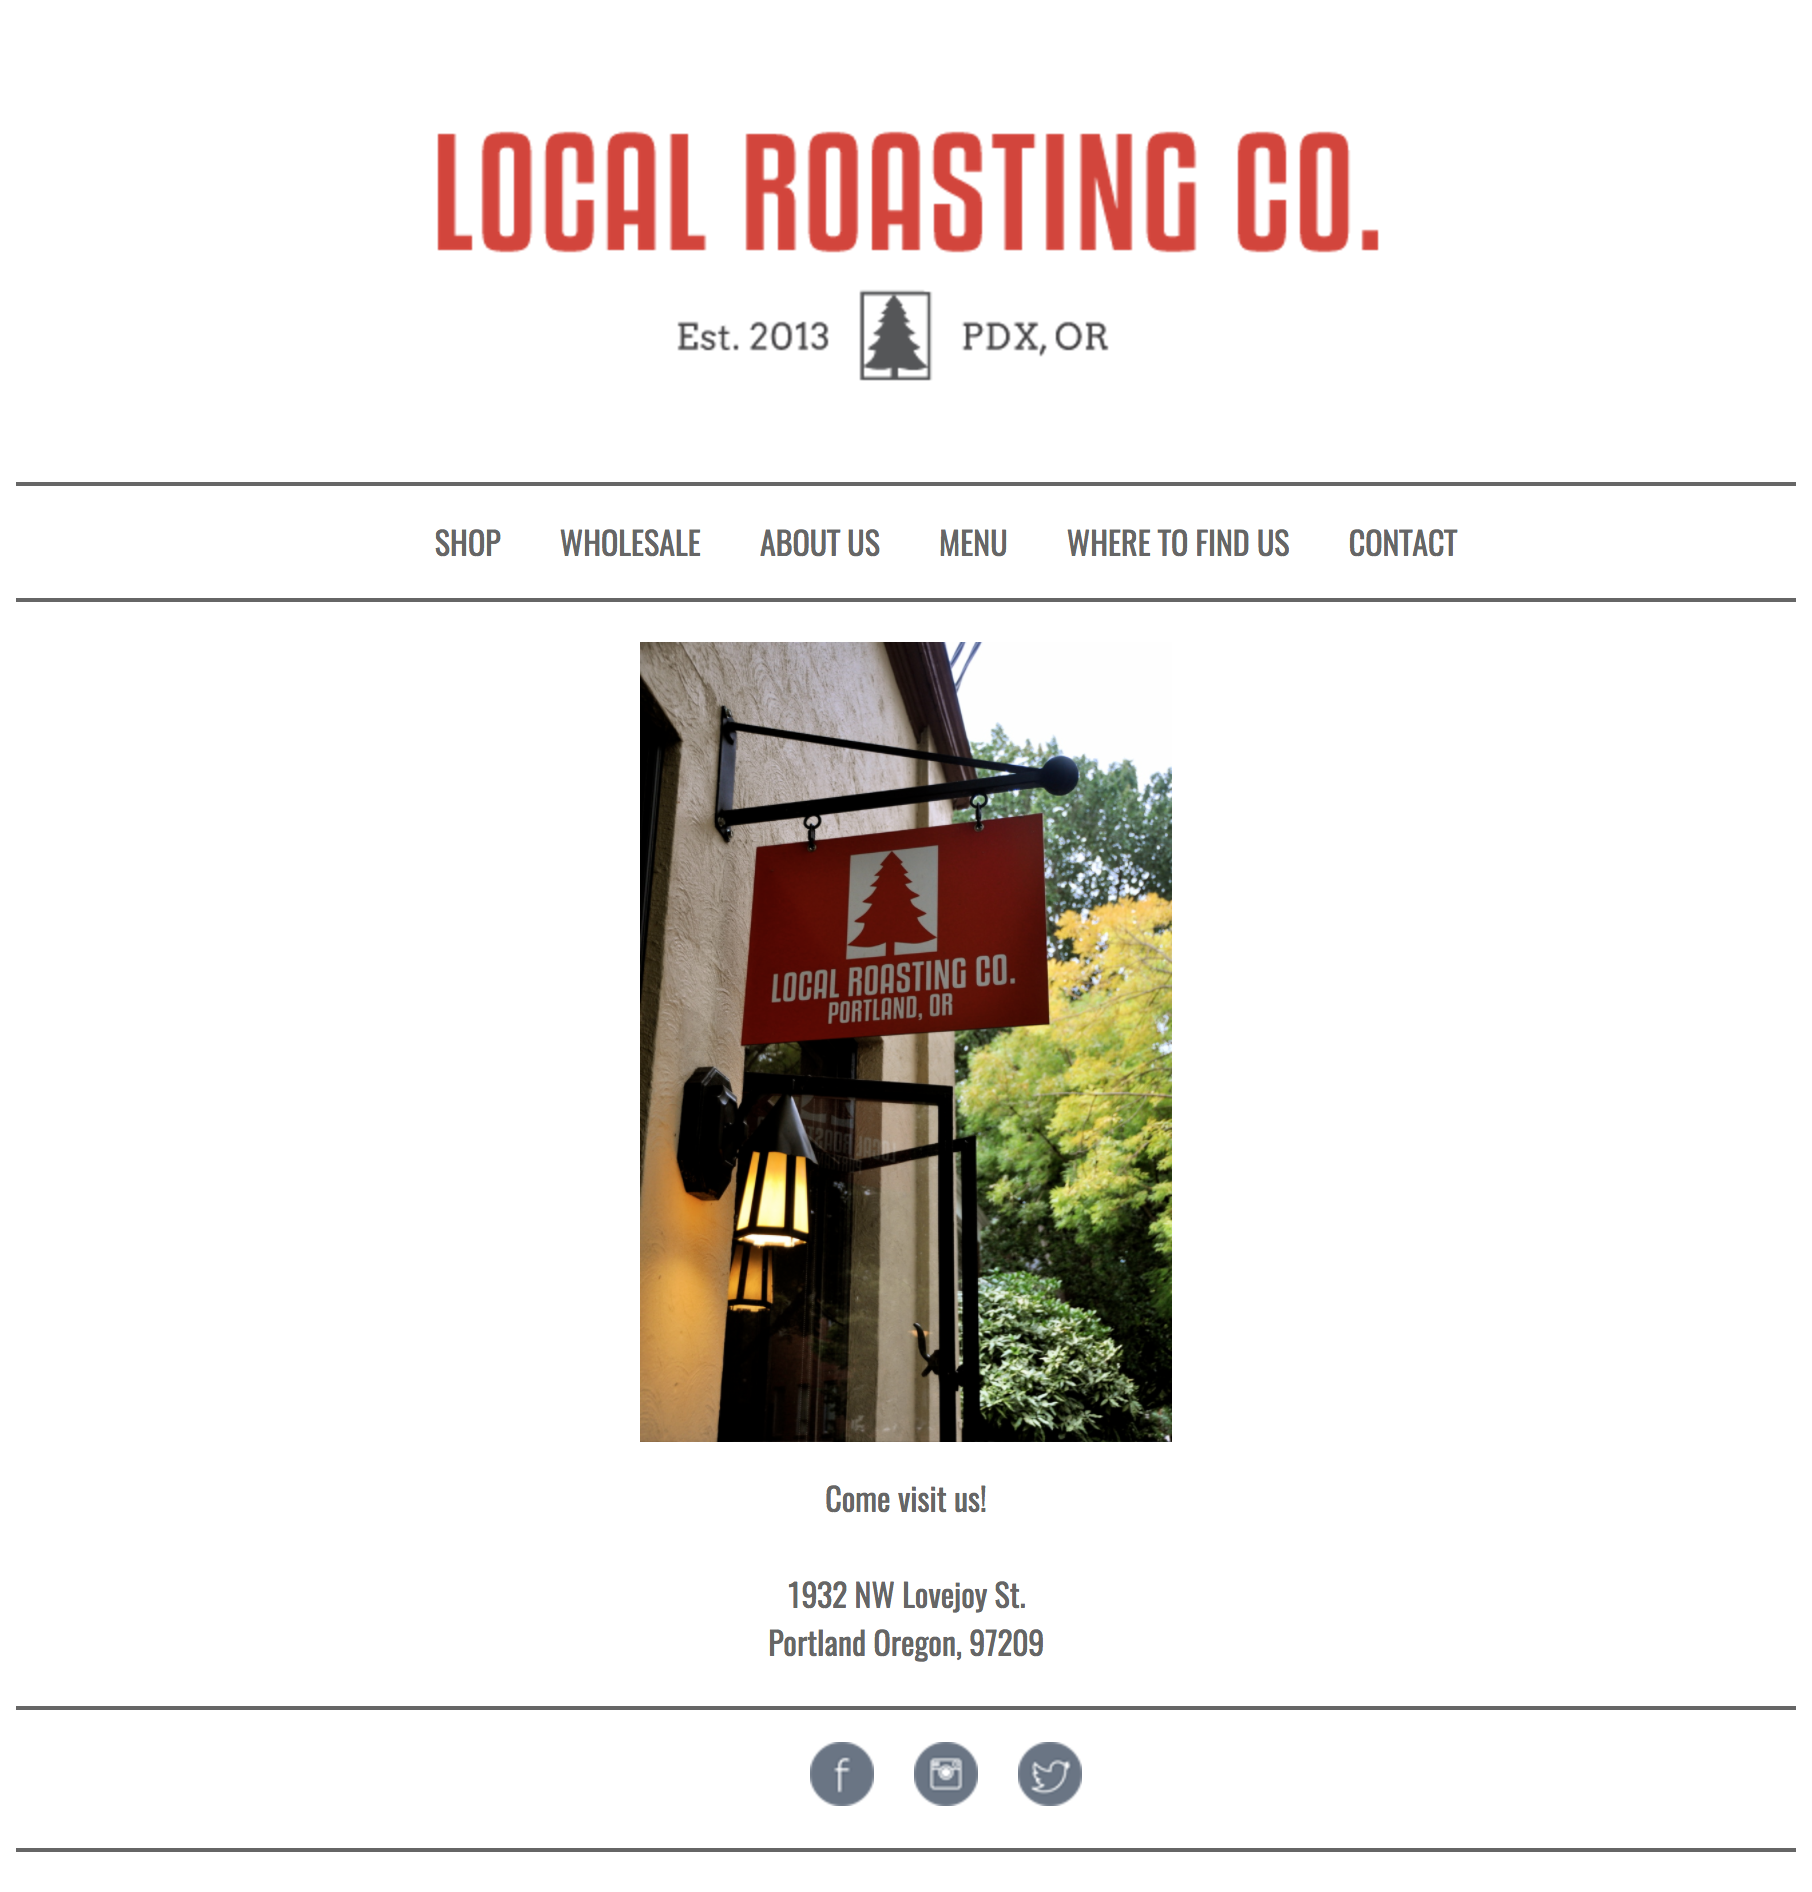 LOCAL ROASTING CO.
Est. 2013 PDX, OR
SHOP WHOLESALE ABOUT US MENU WHERE TO FIND US CONTACT
LOCAL ROASTING CO.
PORTLAND, OR
Come visit us!
1932 NW Lovejoy St.
Portland Oregon, 97209